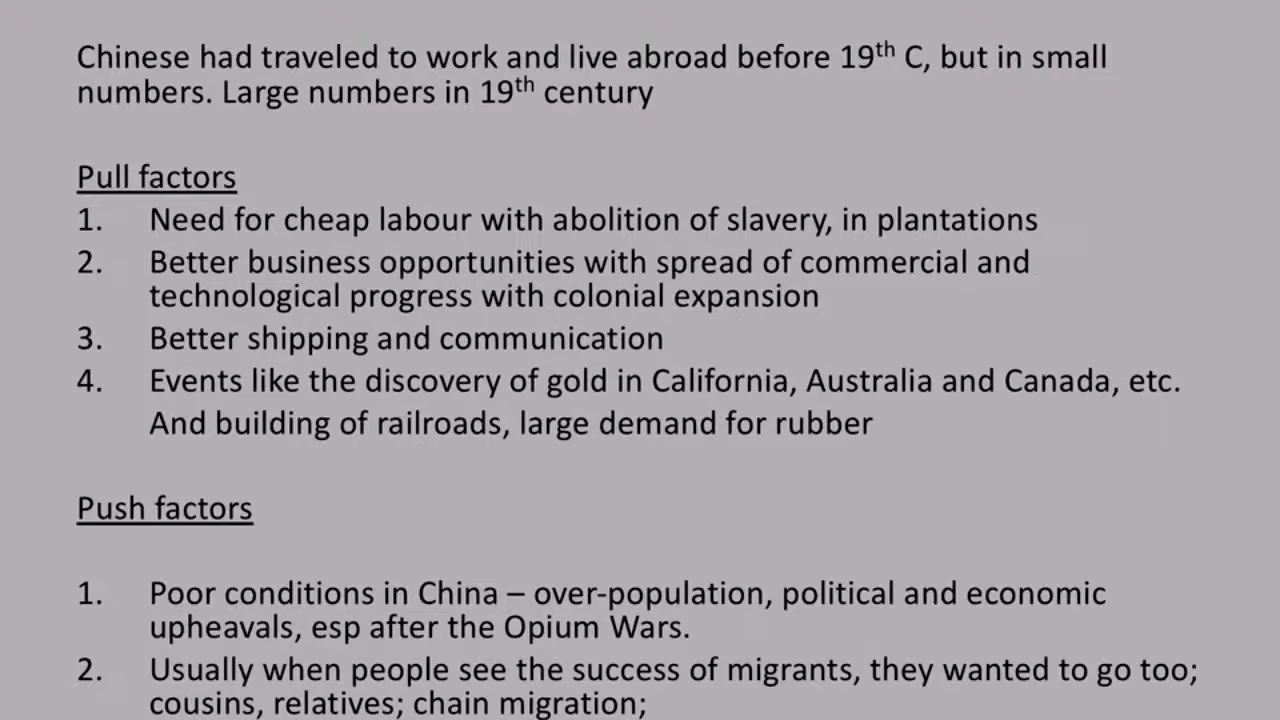 Chinese had traveled to work and live abroad before 19th C, but in small
numbers. Large numbers in 19th century
Pull factors
1. Need for cheap labour with abolition of slavery, in plantations
2. Better business opportunities with spread of commercial and
technological progress with colonial expansion
3. Better shipping and communication
4. Events like the discovery of gold in California, Australia and Canada, etc.
And building of railroads, large demand for rubber
Push factors
1. Poor conditions in China – over-population, political and economic
upheavals, esp after the Opium Wars.
2. Usually when people see the success of migrants, they wanted to go too;
cousins, relatives; chain migration;